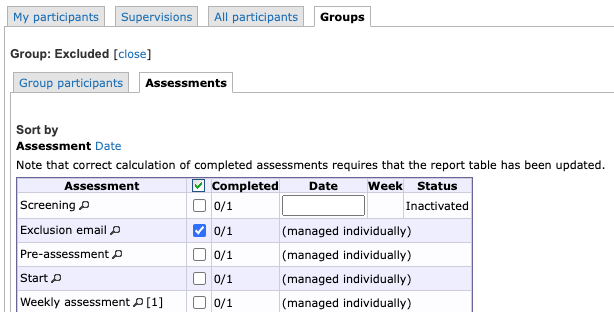 My participants Supervisions All participants Groups
Group: Excluded [close]
Group participants Assessments
Sort by
Assessment Date
Note that correct calculation of completed assessments requires that the report table has been updated.
Assessment Completed Date Week Status
Screening 0/1 Inactivated
Exclusion email 0/1 (managed individually)
Pre-assessment 0/1 (managed individually)
Start 0/1 (managed individually)
Weekly assessment [1] 0/1 (managed individually)